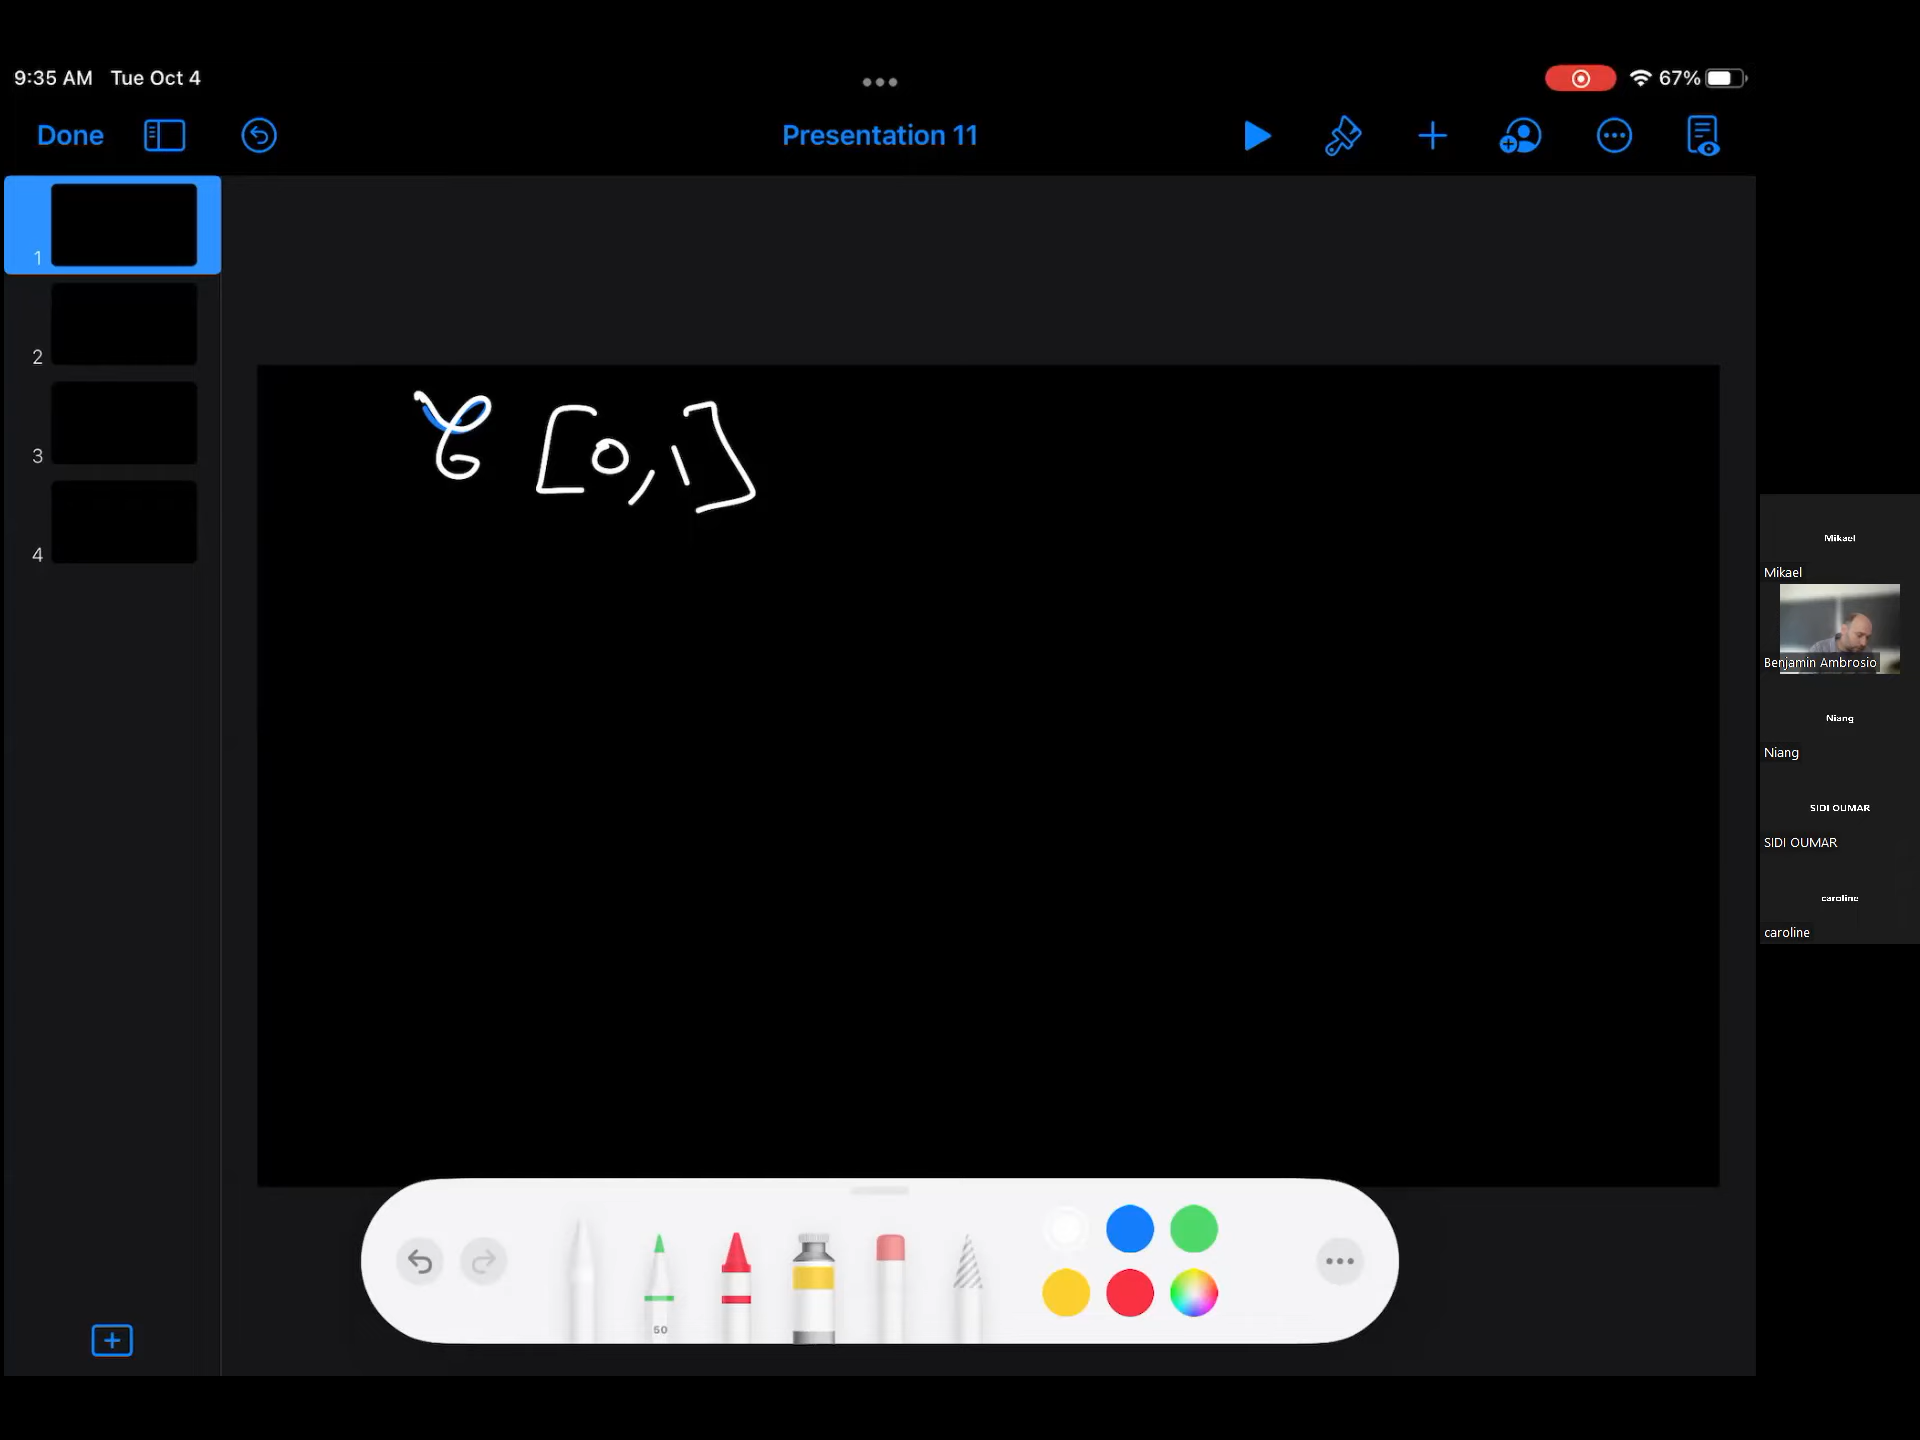 9:35 AM Tue Oct 4
67%
Done
Presentation 11
1
2
3
4
𝒞 [0,1]
Mikael
Mikael
Benjamin Ambrosio
Niang
Niang
SIDI OUMAR
SIDI OUMAR
caroline
caroline
50